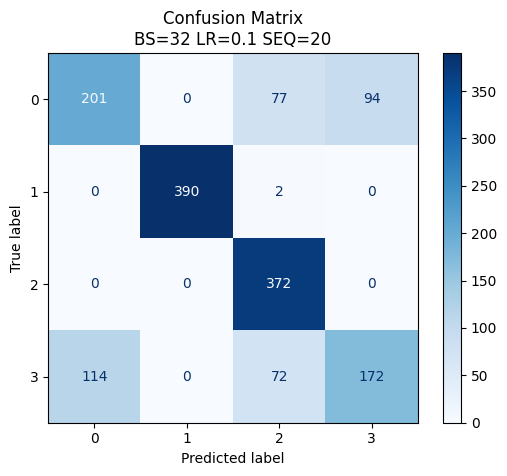 Confusion Matrix
BS=32 LR=0.1 SEQ=20
0 201 0 77 94
1 0 390 2 0
2 0 0 372 0
3 114 0 72 172
0 1 2 3
Predicted label
True label
350
300
250
200
150
100
50
0